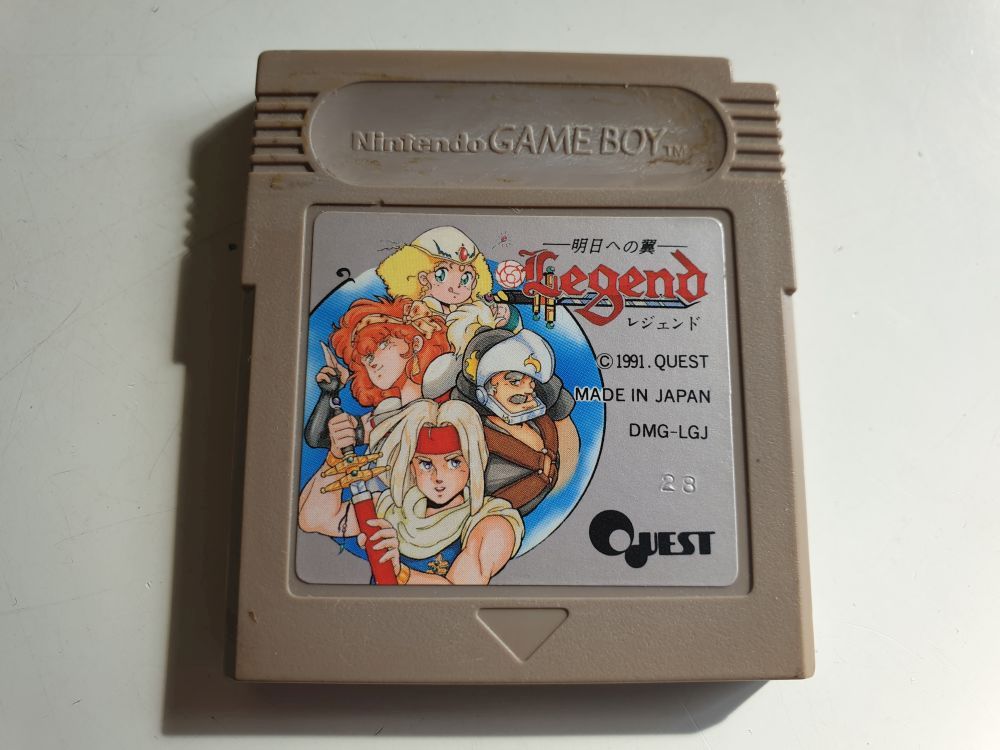 Nintendo GAME BOY TM
明日への翼
Legend
レジェンド
© 1991. QUEST
MADE IN JAPAN
DMG-LGJ
28
QUEST